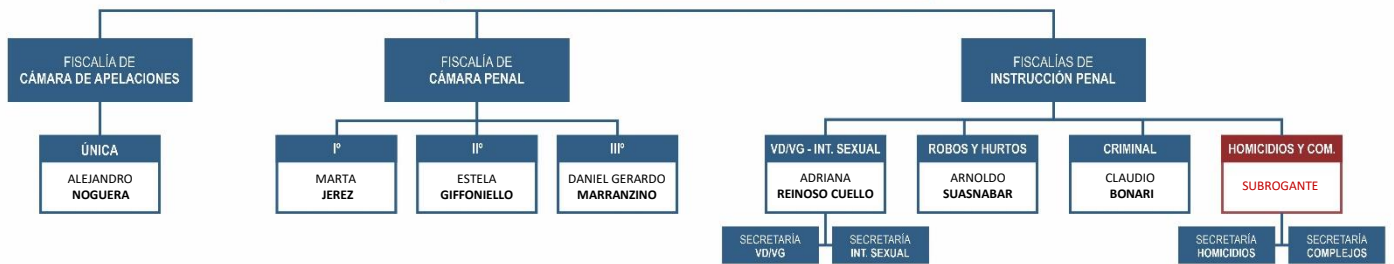 FISCALÍA DE
CÁMARA DE APELACIONES
FISCALÍA DE
CÁMARA PENAL
FISCALÍAS DE
INSTRUCCIÓN PENAL
ÚNICA
ALEJANDRO
NOGUERA
Iº
MARTA
JEREZ
IIº
ESTELA
GIFFONIELLO
IIIº
DANIEL GERARDO
MARRANZINO
VD/VG - INT. SEXUAL
ADRIANA
REINOSO CUELLO
ROBOS Y HURTOS
ARNOLDO
SUASNABAR
CRIMINAL
CLAUDIO
BONARI
HOMICIDIOS Y COM.
SUBROGANTE
SECRETARÍA
VD/VG
SECRETARÍA
INT. SEXUAL
SECRETARÍA
HOMICIDIOS
SECRETARÍA
COMPLEJOS